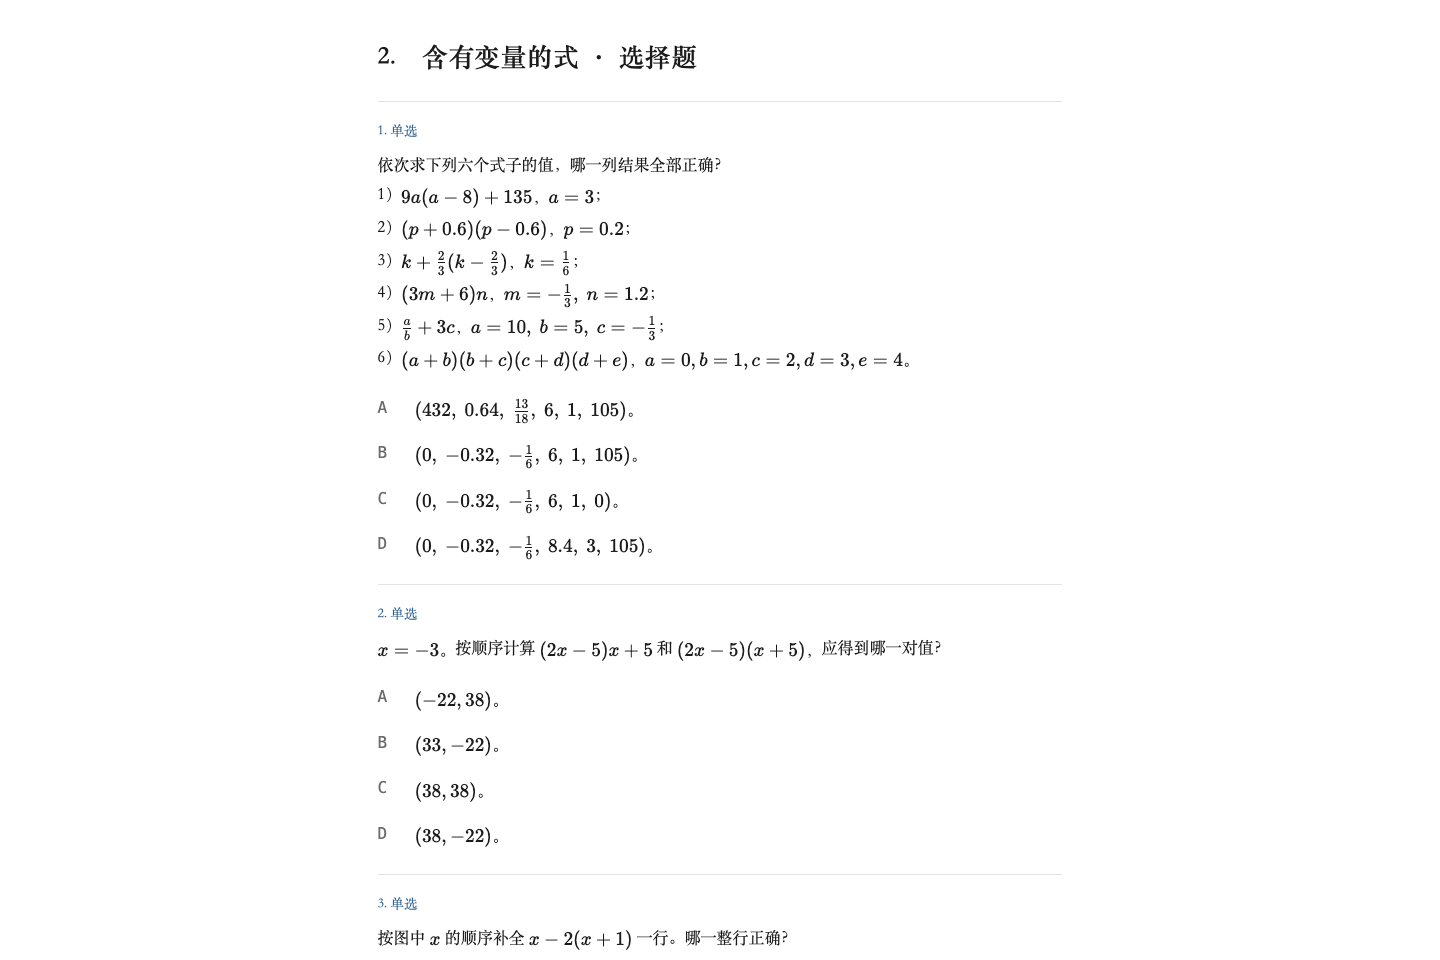 2. 含有变量的式 · 选择题
1. 单选
依次求下列六个式子的值，哪一列结果全部正确？
1）9a(a − 8) + 135，a = 3；
2）(p + 0.6)(p − 0.6)，p = 0.2；
3）k + 2/3(k − 2/3)，k = 1/6；
4）(3m + 6)n，m = −1/3, n = 1.2；
5）a/b + 3c，a = 10, b = 5, c = −1/3；
6）(a + b)(b + c)(c + d)(d + e)，a = 0, b = 1, c = 2, d = 3, e = 4。
A (432, 0.64, 13/18, 6, 1, 105)。
B (0, −0.32, −1/6, 6, 1, 105)。
C (0, −0.32, −1/6, 6, 1, 0)。
D (0, −0.32, −1/6, 8.4, 3, 105)。
2. 单选
x = −3。按顺序计算 (2x − 5)x + 5 和 (2x − 5)(x + 5)，应得到哪一对值？
A (−22, 38)。
B (33, −22)。
C (38, 38)。
D (38, −22)。
3. 单选
按图中 x 的顺序补全 x − 2(x + 1) 一行。哪一整行正确？